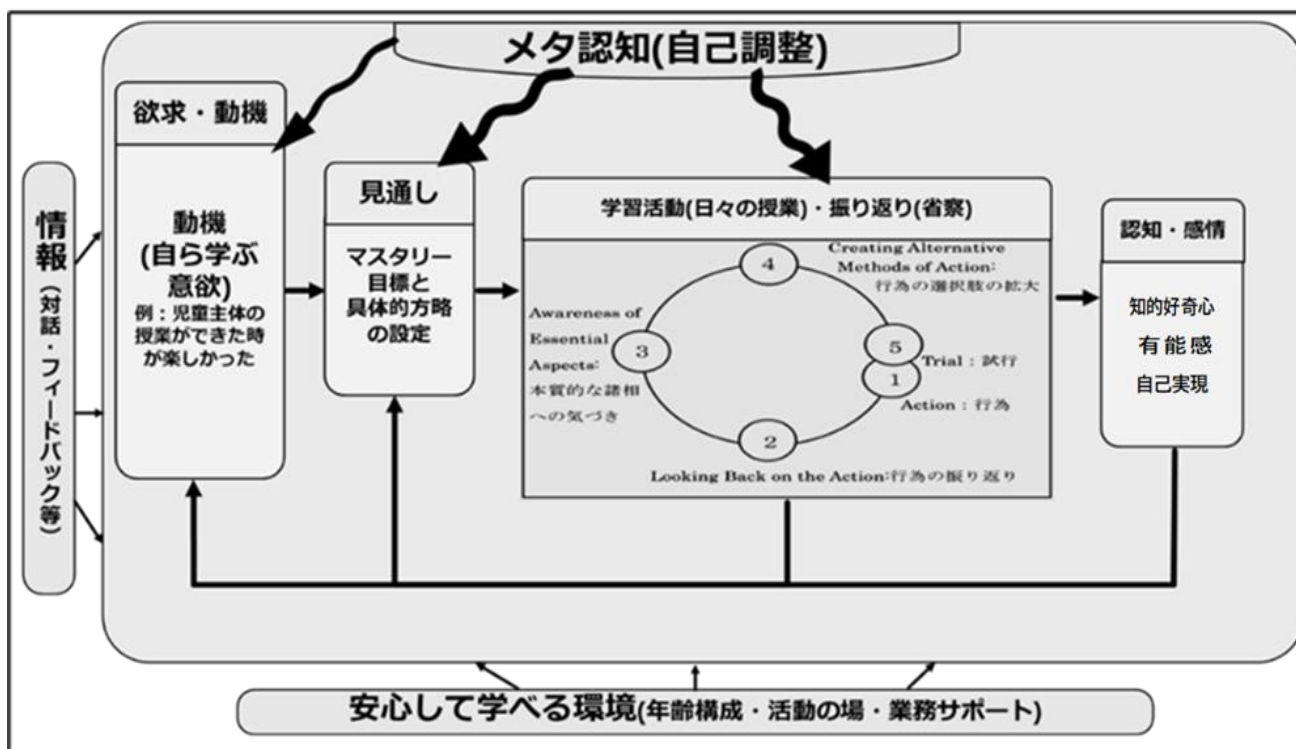 メタ認知(自己調整)
欲求・動機
動機
(自ら学ぶ
意欲)
例：児童主体の
授業ができた時
が楽しかった
見通し
マスタリー
目標と
具体的方略
の設定
学習活動(日々の授業)・振り返り(省察)
4
Creating Alternative
Methods of Action:
行為の選択肢の拡大
Awareness of
Essential
Aspects:
本質的な諸相
への気づき
3
5
Trial：試行
1
Action：行為
2
Looking Back on the Action:行為の振り返り
認知・感情
知的好奇心
有能感
自己実現
情報(対話・フィードバック等)
安心して学べる環境(年齢構成・活動の場・業務サポート)